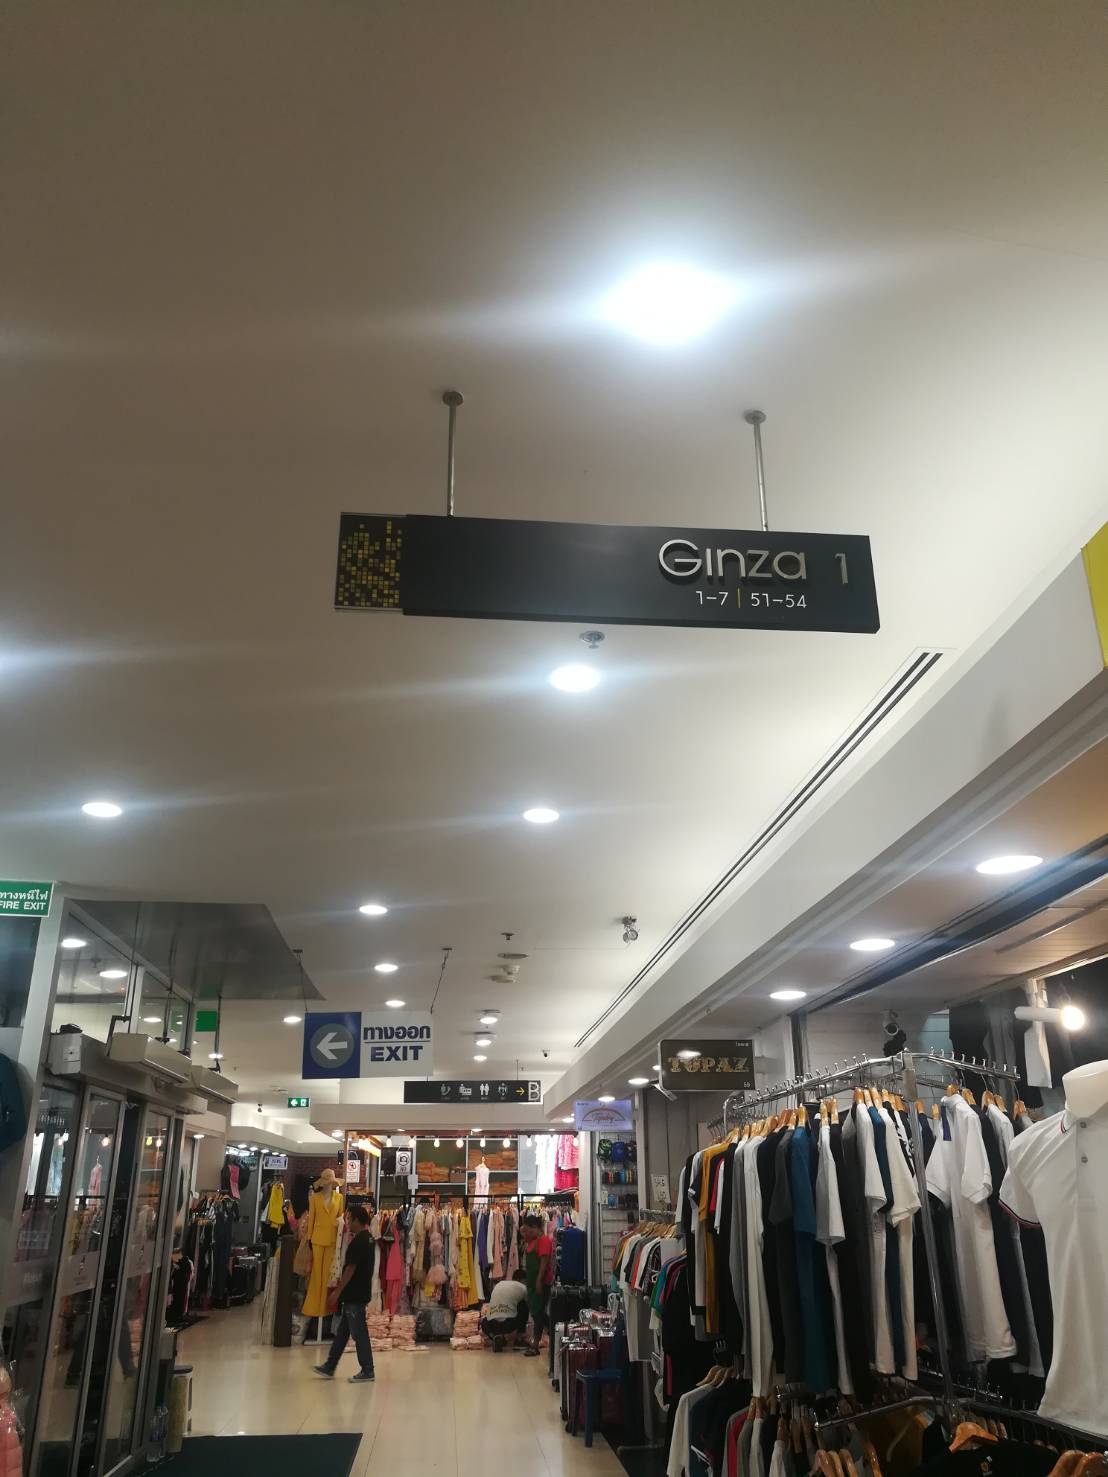 Ginza 1
1-7 | 51-54
ทางหนีไฟ
FIRE EXIT
ทางออก
EXIT
B
TOPAZ